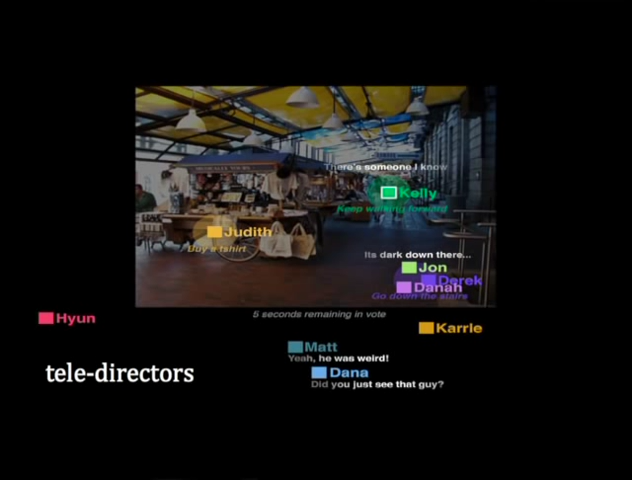 There's someone I know
Kelly
Keep walking forward
Judith
Buy a tshirt
Its dark down there...
Jon
Derek
Danah
Go down the stairs
5 seconds remaining in vote
Hyun
Karrie
Matt
Yeah, he was weird!
tele-directors
Dana
Did you just see that guy?